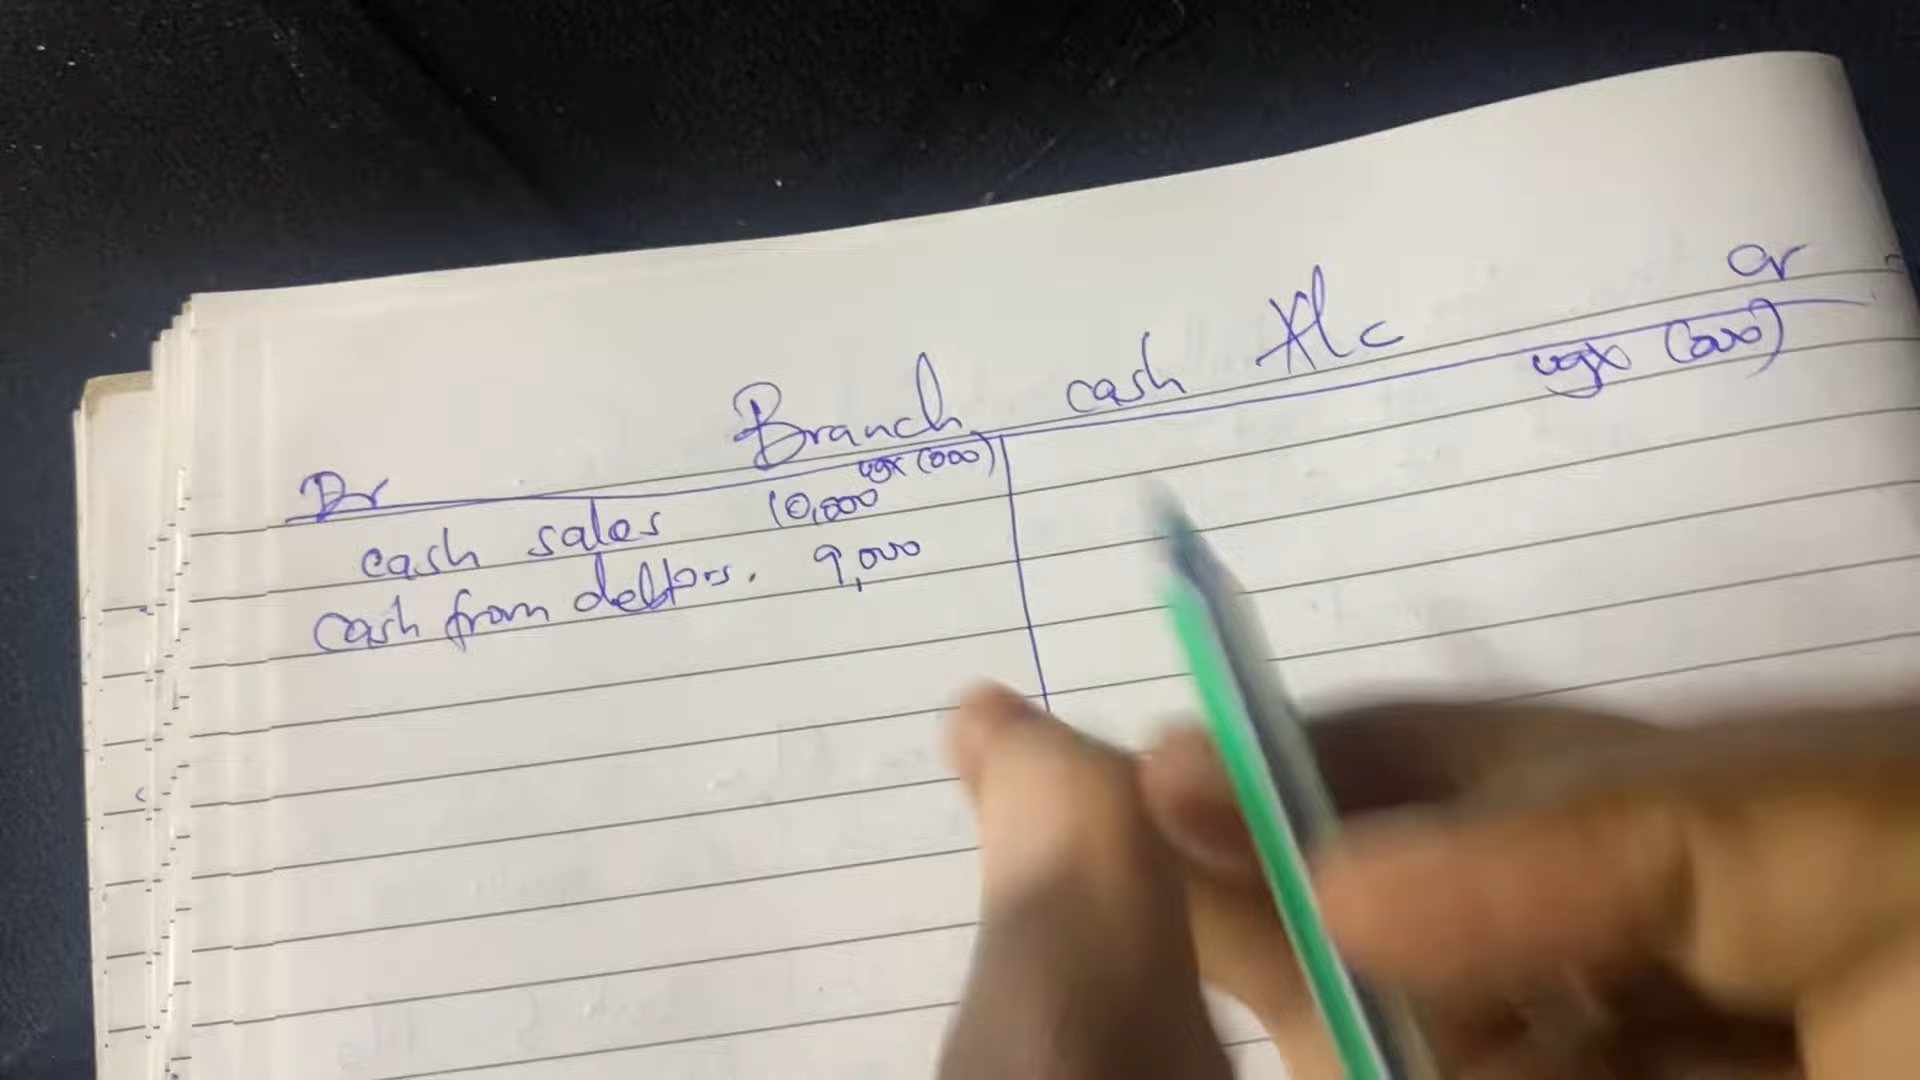 Branch cash A/c
Dr Cr
ugx (000) ugx (000)
cash sales 10,000
cash from debtors. 9,000